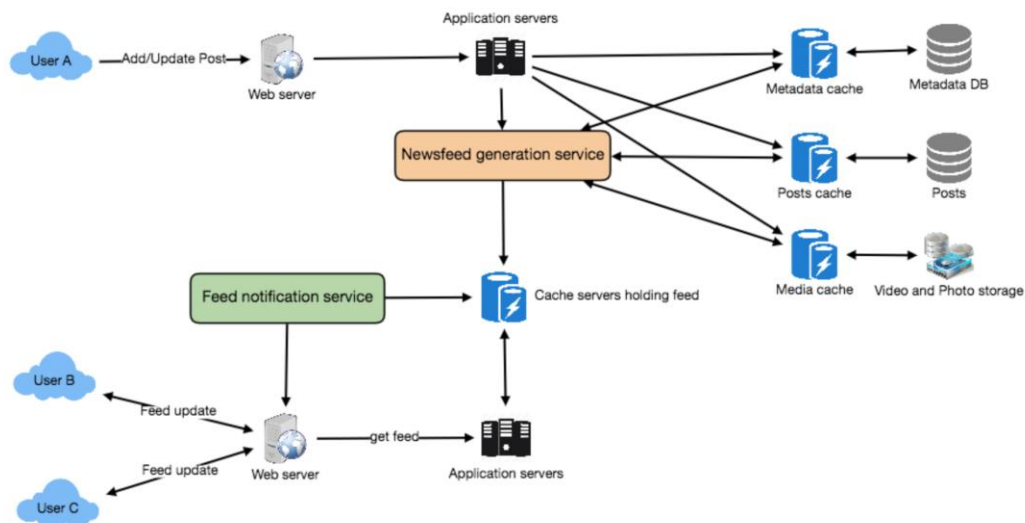 Application servers
User A
Add/Update Post
Web server
Metadata cache
Metadata DB
Newsfeed generation service
Posts cache
Posts
Feed notification service
Cache servers holding feed
Media cache
Video and Photo storage
User B
Feed update
get feed
Web server
Application servers
Feed update
User C